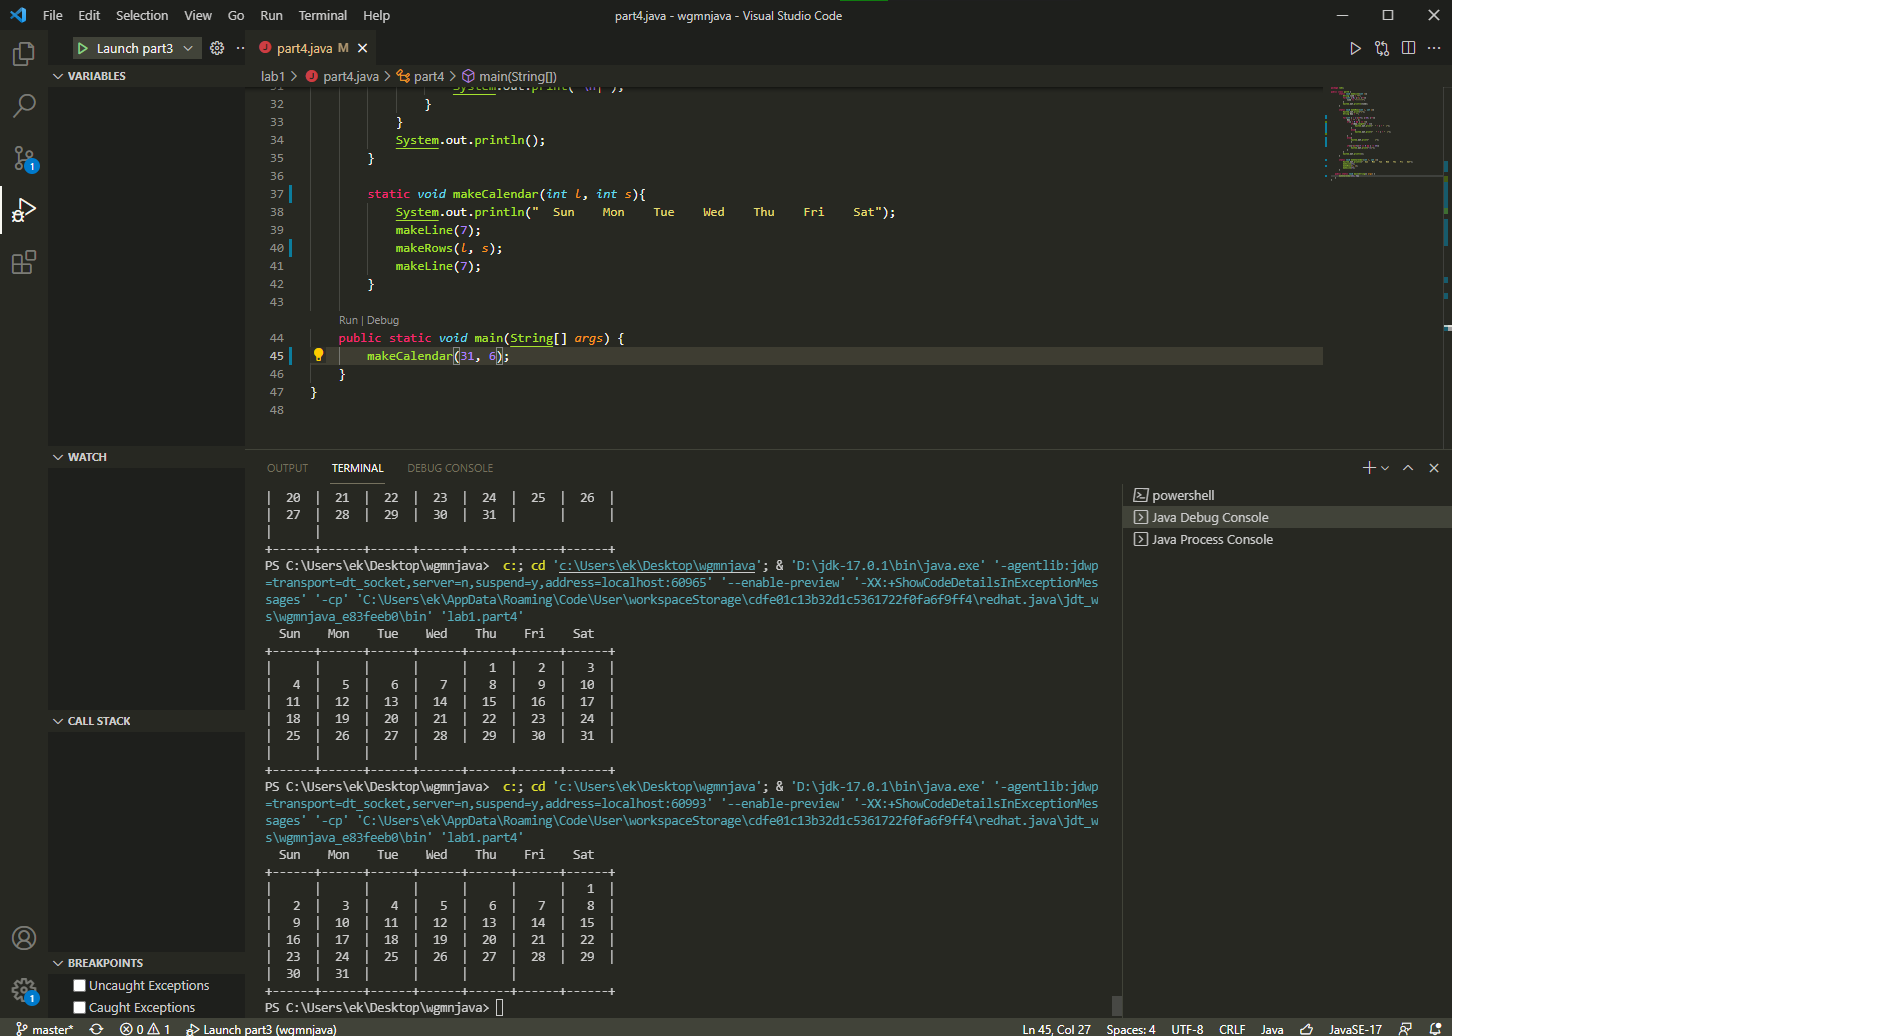 File Edit Selection View Go Run Terminal Help
part4.java - wgmnjava - Visual Studio Code
Launch part3
part4.java M
VARIABLES
lab1 > part4.java > part4 > main(String[])
31 System.out.print("\n|");
32 }
33 }
34 System.out.println();
35 }
36
37 static void makeCalendar(int l, int s){
38 System.out.println("  Sun    Mon    Tue    Wed    Thu    Fri    Sat");
39 makeLine(7);
40 makeRows(l, s);
41 makeLine(7);
42 }
43
Run | Debug
44 public static void main(String[] args) {
45 makeCalendar(31, 6);
46 }
47 }
48
WATCH
CALL STACK
BREAKPOINTS
Uncaught Exceptions
Caught Exceptions
OUTPUT TERMINAL DEBUG CONSOLE
|  20  |  21  |  22  |  23  |  24  |  25  |  26  |
|  27  |  28  |  29  |  30  |  31  |      |      |
|      |
+------+------+------+------+------+------+------+
PS C:\Users\ek\Desktop\wgmnjava>  c:; cd 'c:\Users\ek\Desktop\wgmnjava'; & 'D:\jdk-17.0.1\bin\java.exe' '-agentlib:jdwp
=transport=dt_socket,server=n,suspend=y,address=localhost:60965' '--enable-preview' '-XX:+ShowCodeDetailsInExceptionMes
sages' '-cp' 'C:\Users\ek\AppData\Roaming\Code\User\workspaceStorage\cdfe01c13b32d1c5361722f0fa6f9ff4\redhat.java\jdt_w
s\wgmnjava_e83feeb0\bin' 'lab1.part4'
  Sun    Mon    Tue    Wed    Thu    Fri    Sat
+------+------+------+------+------+------+------+
|      |      |      |      |   1  |   2  |   3  |
|   4  |   5  |   6  |   7  |   8  |   9  |  10  |
|  11  |  12  |  13  |  14  |  15  |  16  |  17  |
|  18  |  19  |  20  |  21  |  22  |  23  |  24  |
|  25  |  26  |  27  |  28  |  29  |  30  |  31  |
|      |      |      |
+------+------+------+------+------+------+------+
PS C:\Users\ek\Desktop\wgmnjava>  c:; cd 'c:\Users\ek\Desktop\wgmnjava'; & 'D:\jdk-17.0.1\bin\java.exe' '-agentlib:jdwp
=transport=dt_socket,server=n,suspend=y,address=localhost:60993' '--enable-preview' '-XX:+ShowCodeDetailsInExceptionMes
sages' '-cp' 'C:\Users\ek\AppData\Roaming\Code\User\workspaceStorage\cdfe01c13b32d1c5361722f0fa6f9ff4\redhat.java\jdt_w
s\wgmnjava_e83feeb0\bin' 'lab1.part4'
  Sun    Mon    Tue    Wed    Thu    Fri    Sat
+------+------+------+------+------+------+------+
|      |      |      |      |      |      |   1  |
|   2  |   3  |   4  |   5  |   6  |   7  |   8  |
|   9  |  10  |  11  |  12  |  13  |  14  |  15  |
|  16  |  17  |  18  |  19  |  20  |  21  |  22  |
|  23  |  24  |  25  |  26  |  27  |  28  |  29  |
|  30  |  31  |      |      |      |
+------+------+------+------+------+------+------+
PS C:\Users\ek\Desktop\wgmnjava>
powershell
Java Debug Console
Java Process Console
1
1
master* 0 1 Launch part3 (wgmnjava) Ln 45, Col 27 Spaces: 4 UTF-8 CRLF Java JavaSE-17